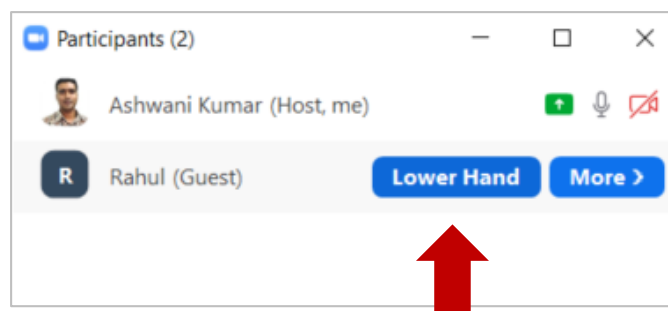 Participants (2)
Ashwani Kumar (Host, me)
R Rahul (Guest) Lower Hand More >